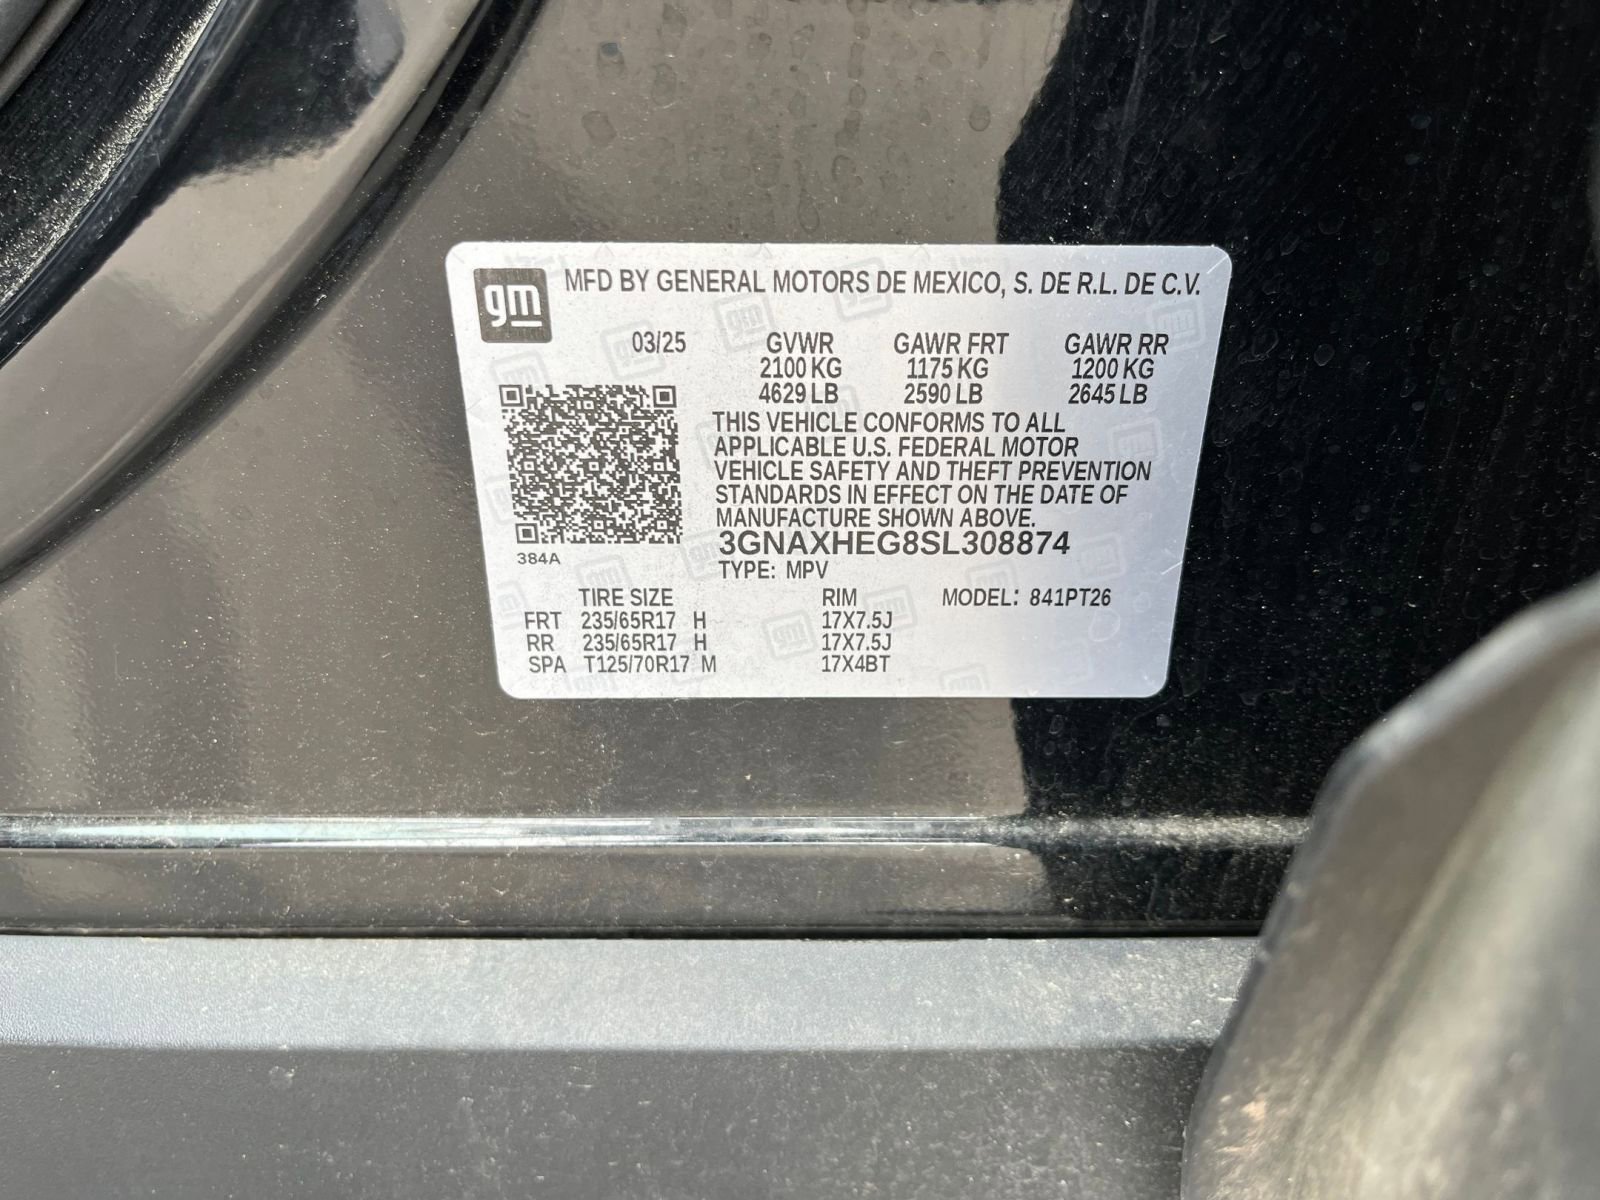 gm MFD BY GENERAL MOTORS DE MEXICO, S. DE R.L. DE C.V.
03/25 GVWR GAWR FRT GAWR RR
2100 KG 1175 KG 1200 KG
4629 LB 2590 LB 2645 LB
THIS VEHICLE CONFORMS TO ALL
APPLICABLE U.S. FEDERAL MOTOR
VEHICLE SAFETY AND THEFT PREVENTION
STANDARDS IN EFFECT ON THE DATE OF
MANUFACTURE SHOWN ABOVE.
3GNAXHEG8SL308874
384A
TYPE: MPV
TIRE SIZE RIM MODEL: 841PT26
FRT 235/65R17 H 17X7.5J
RR 235/65R17 H 17X7.5J
SPA T125/70R17 M 17X4BT